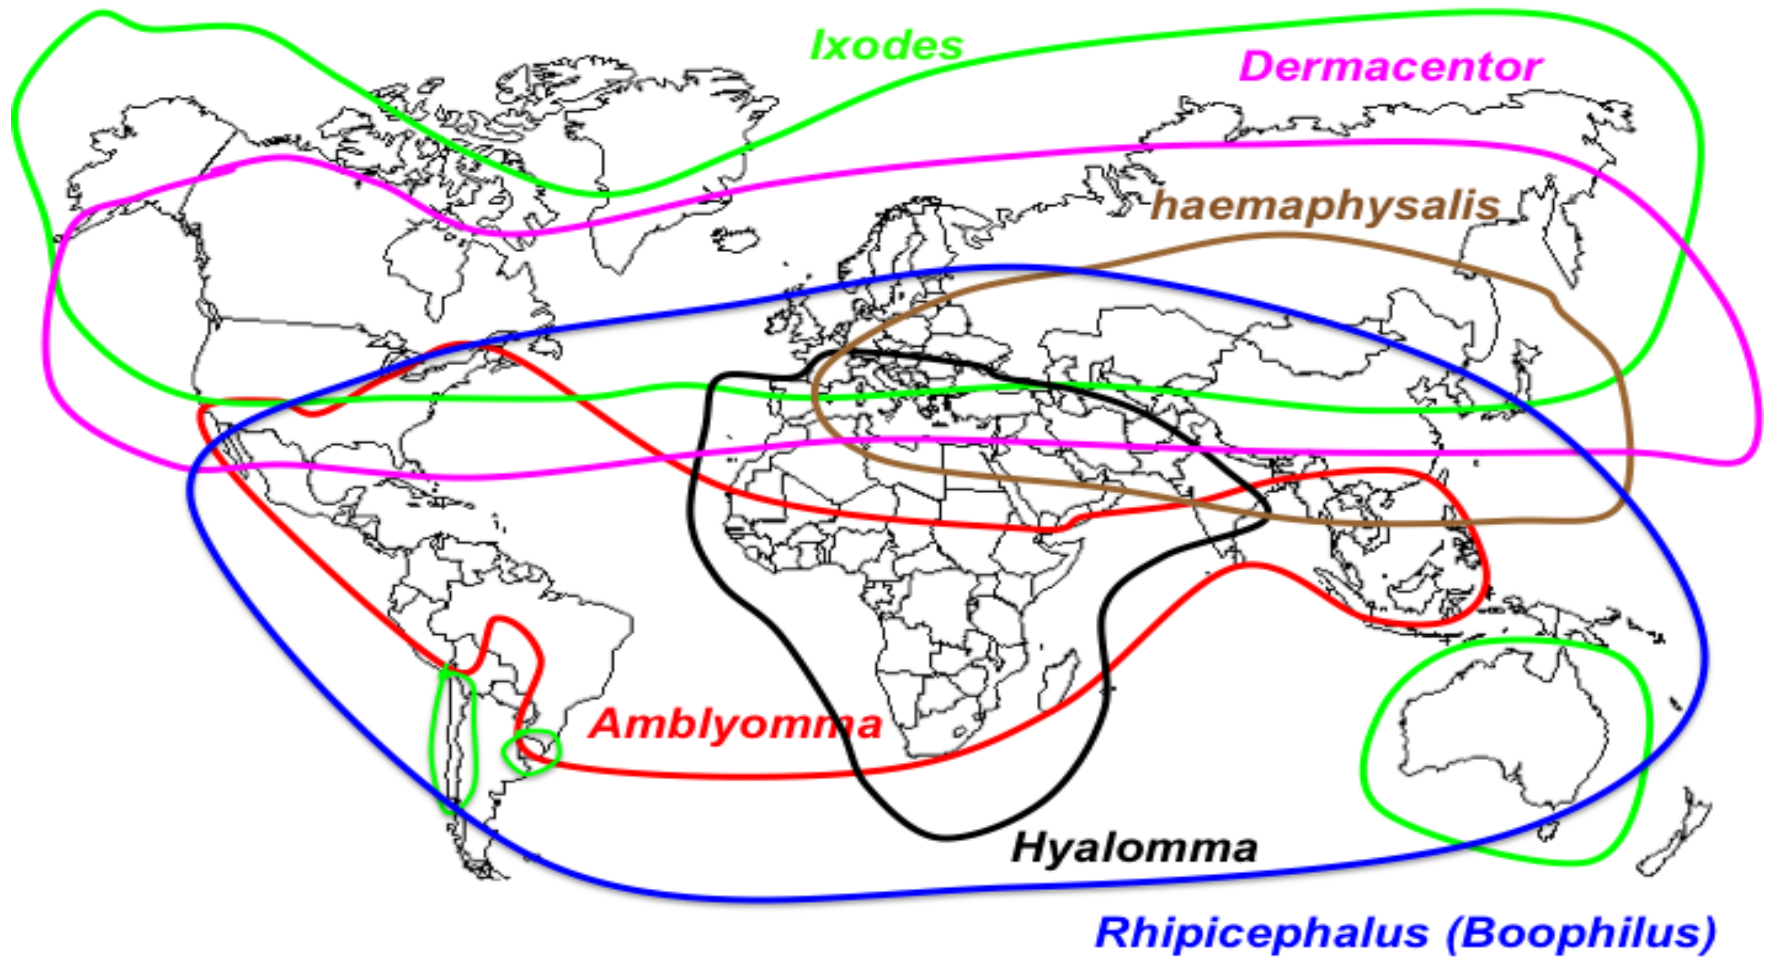 Ixodes
Dermacentor
haemaphysalis
Amblyomma
Hyalomma
Rhipicephalus (Boophilus)